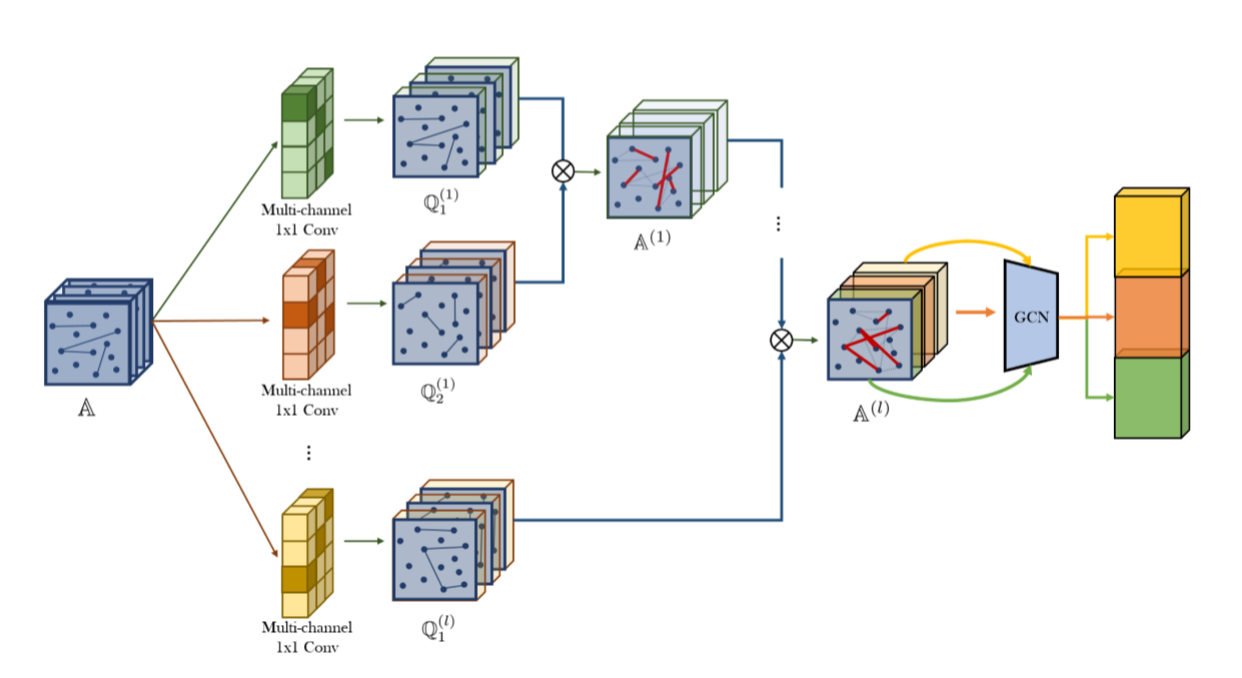 Multi-channel
1x1 Conv
ℚ₁⁽¹⁾
𝔸⁽¹⁾
Multi-channel
1x1 Conv
ℚ₂⁽¹⁾
⋮
𝔸
GCN
𝔸⁽ˡ⁾
⋮
Multi-channel
1x1 Conv
ℚ₁⁽ˡ⁾